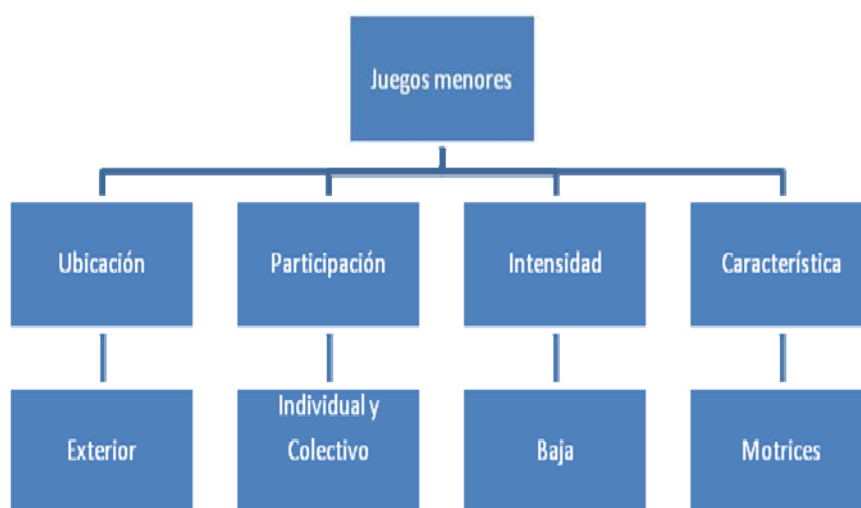 Juegos menores
Ubicación
Participación
Intensidad
Característica
Exterior
Individual y
Colectivo
Baja
Motrices